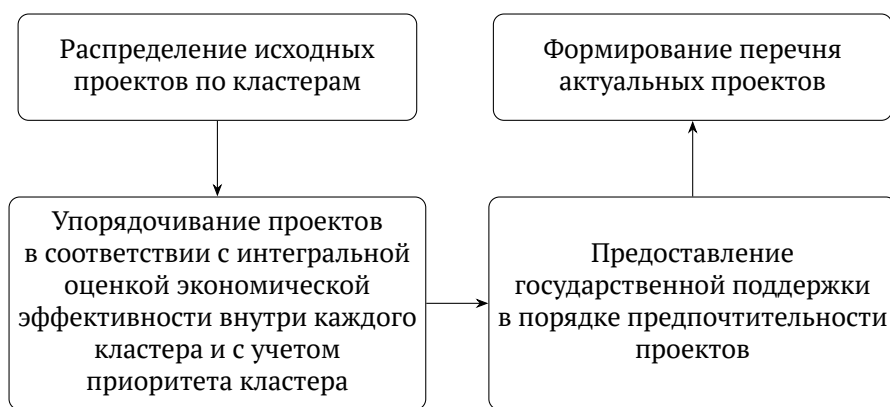 Распределение исходных
проектов по кластерам
Упорядочивание проектов
в соответствии с интегральной
оценкой экономической
эффективности внутри каждого
кластера и с учетом
приоритета кластера
Предоставление
государственной поддержки
в порядке предпочтительности
проектов
Формирование перечня
актуальных проектов